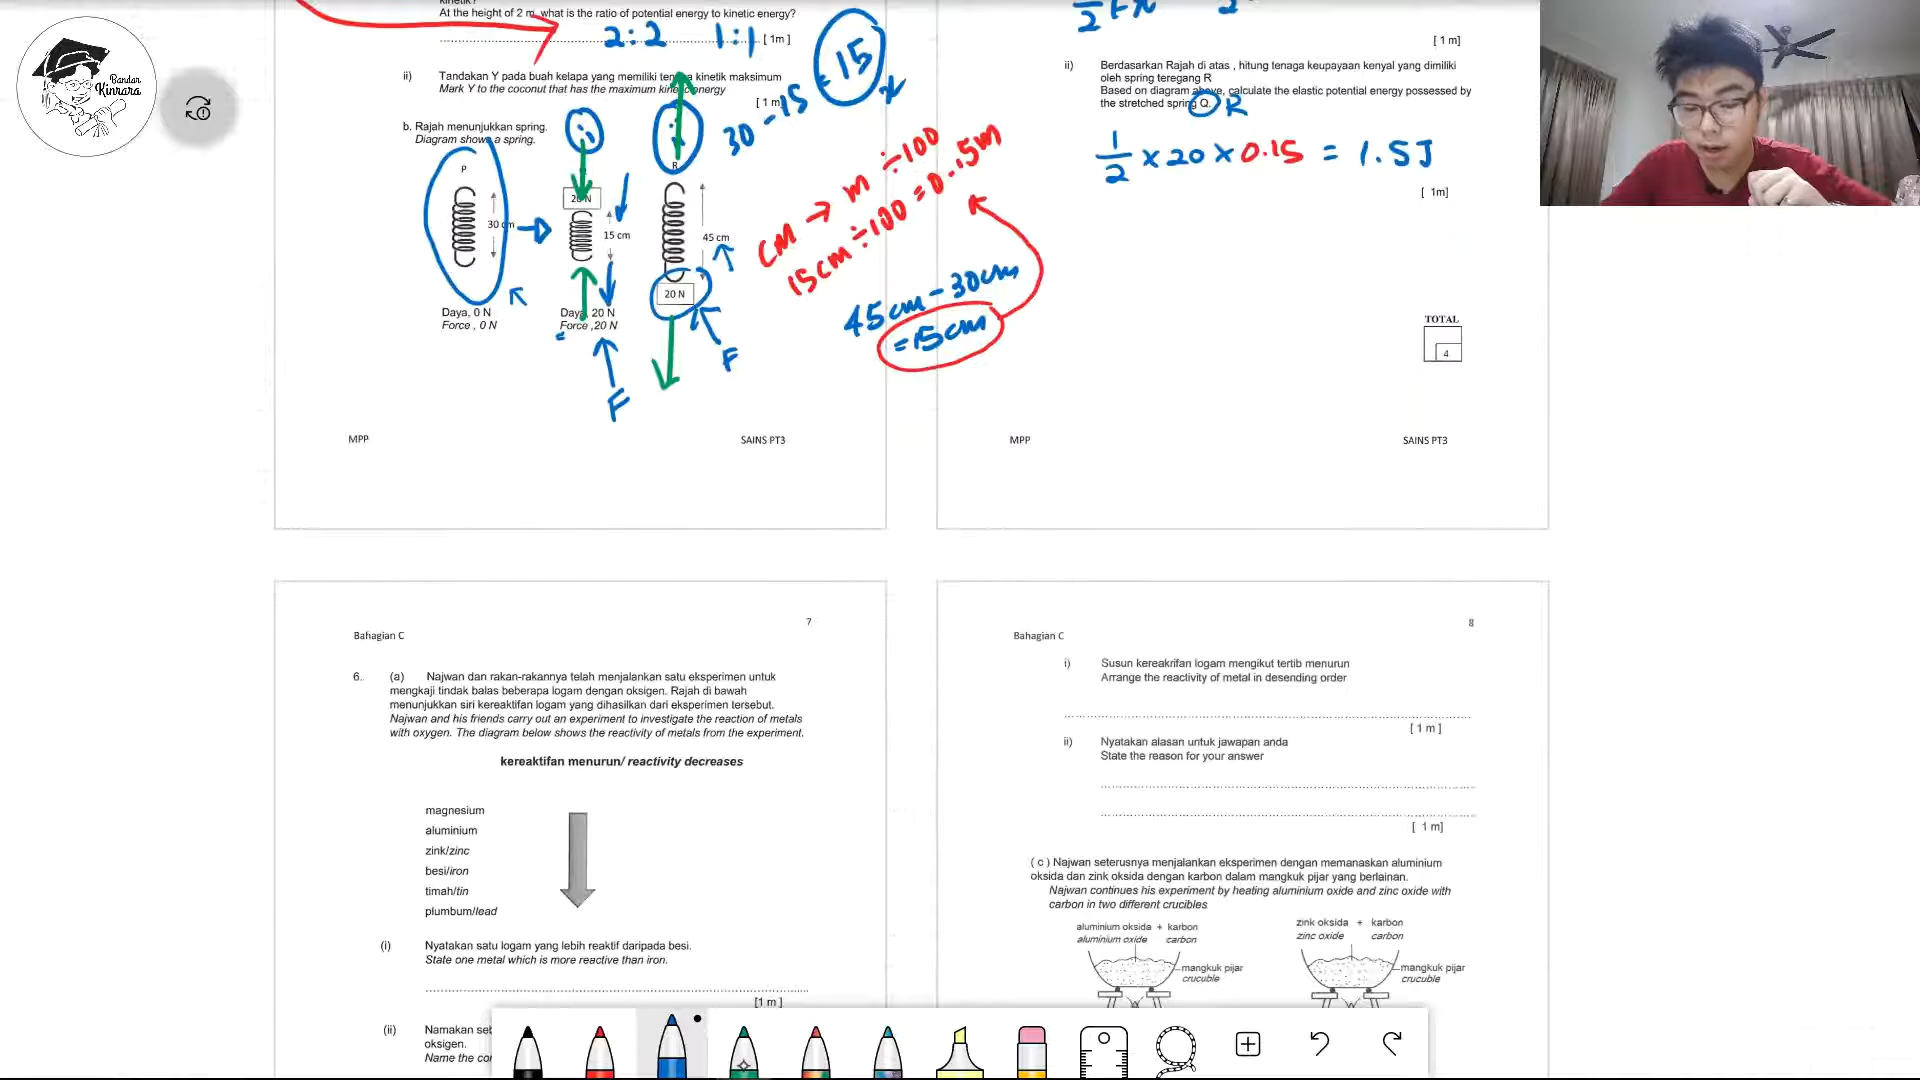 Bandar
Kinrara
kinetik?
At the height of 2 m, what is the ratio of potential energy to kinetic energy?
2:2 1:1 [ 1m ]
ii) Tandakan Y pada buah kelapa yang memiliki tenaga kinetik maksimum
Mark Y to the coconut that has the maximum kinetic energy
[ 1 m
30 - 15 = 15
b. Rajah menunjukkan spring.
Diagram shows a spring.
P
R
20 N
30 cm
15 cm
45 cm
20 N
Daya, 0 N
Force , 0 N
Daya, 20 N
Force ,20 N
F
F
cm → m ÷100
15cm ÷100 = 0.15m
45cm - 30cm
= 15cm
MPP
SAINS PT3
[ 1 m]
ii) Berdasarkan Rajah di atas , hitung tenaga keupayaan kenyal yang dimiliki
oleh spring teregang R
Based on diagram above, calculate the elastic potential energy possessed by
the stretched spring Q. R
1/2 × 20 × 0.15 = 1.5J
[ 1m]
TOTAL
4
MPP
SAINS PT3
7
Bahagian C
6. (a) Najwan dan rakan-rakannya telah menjalankan satu eksperimen untuk
mengkaji tindak balas beberapa logam dengan oksigen. Rajah di bawah
menunjukkan siri kereaktifan logam yang dihasilkan dari eksperimen tersebut.
Najwan and his friends carry out an experiment to investigate the reaction of metals
with oxygen. The diagram below shows the reactivity of metals from the experiment.
kereaktifan menurun/ reactivity decreases
magnesium
aluminium
zink/zinc
besi/iron
timah/tin
plumbum/lead
(i) Nyatakan satu logam yang lebih reaktif daripada besi.
State one metal which is more reactive than iron.
[1 m ]
(ii) Namakan
oksigen.
Name the
8
Bahagian C
i) Susun kereakrifan logam mengikut tertib menurun
Arrange the reactivity of metal in desending order
[ 1 m ]
ii) Nyatakan alasan untuk jawapan anda
State the reason for your answer
[ 1 m]
( c ) Najwan seterusnya menjalankan eksperimen dengan memanaskan aluminium
oksida dan zink oksida dengan karbon dalam mangkuk pijar yang berlainan.
Najwan continues his experiment by heating aluminium oxide and zinc oxide with
carbon in two different crucibles
aluminium oksida + karbon
aluminium oxide carbon
mangkuk pijar
crucuble
zink oksida + karbon
zinc oxide carbon
mangkuk pijar
crucuble